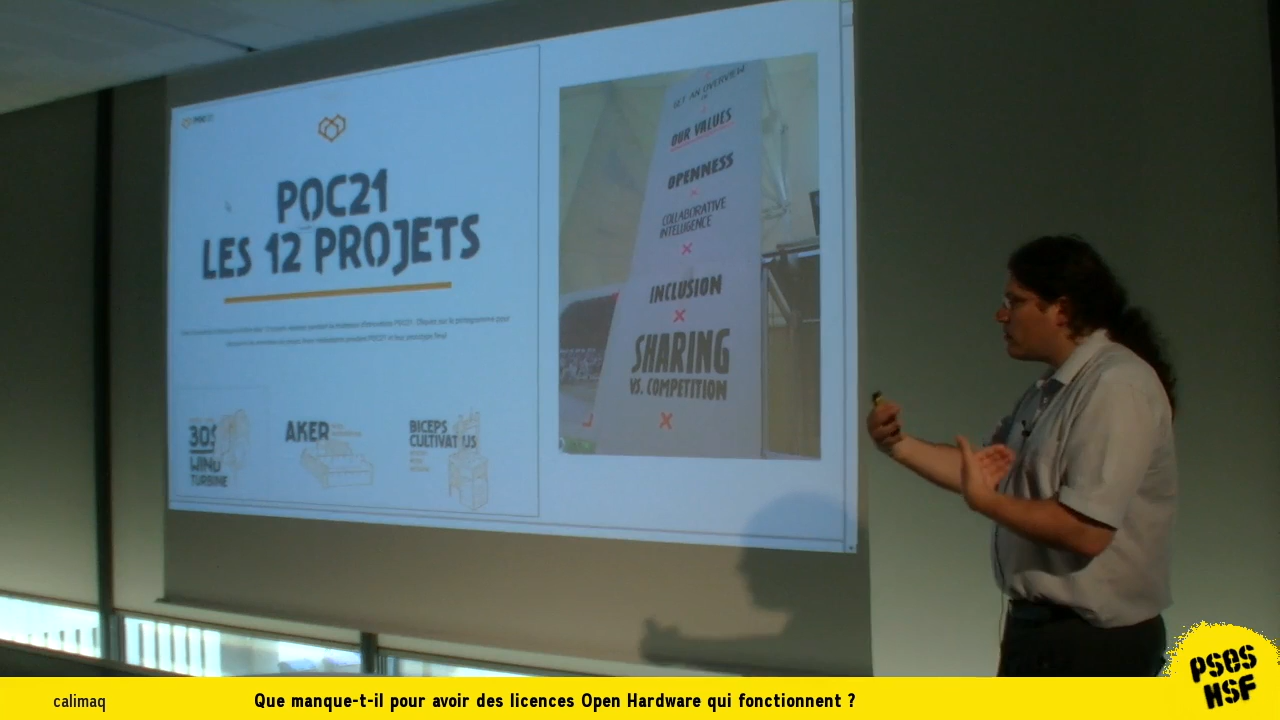 POC21
POC21
LES 12 PROJETS
30$
WIND
TURBINE
AKER
BICEPS
CULTIVATUS
GET AN OVERVIEW
OUR VALUES
OPENNESS
COLLABORATIVE
INTELLIGENCE
INCLUSION
SHARING
VS. COMPETITION
calimaq
Que manque-t-il pour avoir des licences Open Hardware qui fonctionnent ?
PSES
HSF